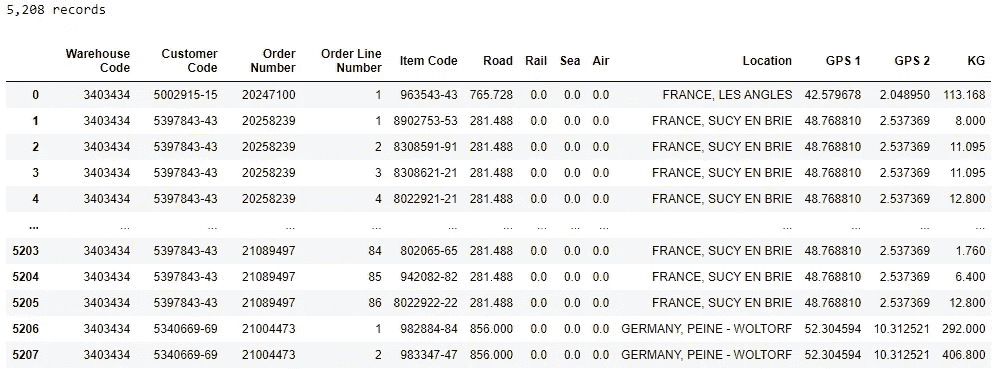 5,208 records
Warehouse Code Customer Code Order Number Order Line Number Item Code Road Rail Sea Air Location GPS 1 GPS 2 KG
0 3403434 5002915-15 20247100 1 963543-43 765.728 0.0 0.0 0.0 FRANCE, LES ANGLES 42.579678 2.048950 113.168
1 3403434 5397843-43 20258239 1 8902753-53 281.488 0.0 0.0 0.0 FRANCE, SUCY EN BRIE 48.768810 2.537369 8.000
2 3403434 5397843-43 20258239 2 8308591-91 281.488 0.0 0.0 0.0 FRANCE, SUCY EN BRIE 48.768810 2.537369 11.095
3 3403434 5397843-43 20258239 3 8308621-21 281.488 0.0 0.0 0.0 FRANCE, SUCY EN BRIE 48.768810 2.537369 11.095
4 3403434 5397843-43 20258239 4 8022921-21 281.488 0.0 0.0 0.0 FRANCE, SUCY EN BRIE 48.768810 2.537369 12.800
... ... ... ... ... ... ... ... ... ... ... ... ... ...
5203 3403434 5397843-43 21089497 84 802065-65 281.488 0.0 0.0 0.0 FRANCE, SUCY EN BRIE 48.768810 2.537369 1.760
5204 3403434 5397843-43 21089497 85 942082-82 281.488 0.0 0.0 0.0 FRANCE, SUCY EN BRIE 48.768810 2.537369 6.400
5205 3403434 5397843-43 21089497 86 8022922-22 281.488 0.0 0.0 0.0 FRANCE, SUCY EN BRIE 48.768810 2.537369 12.800
5206 3403434 5340669-69 21004473 1 982884-84 856.000 0.0 0.0 0.0 GERMANY, PEINE - WOLTORF 52.304594 10.312521 292.000
5207 3403434 5340669-69 21004473 2 983347-47 856.000 0.0 0.0 0.0 GERMANY, PEINE - WOLTORF 52.304594 10.312521 406.800